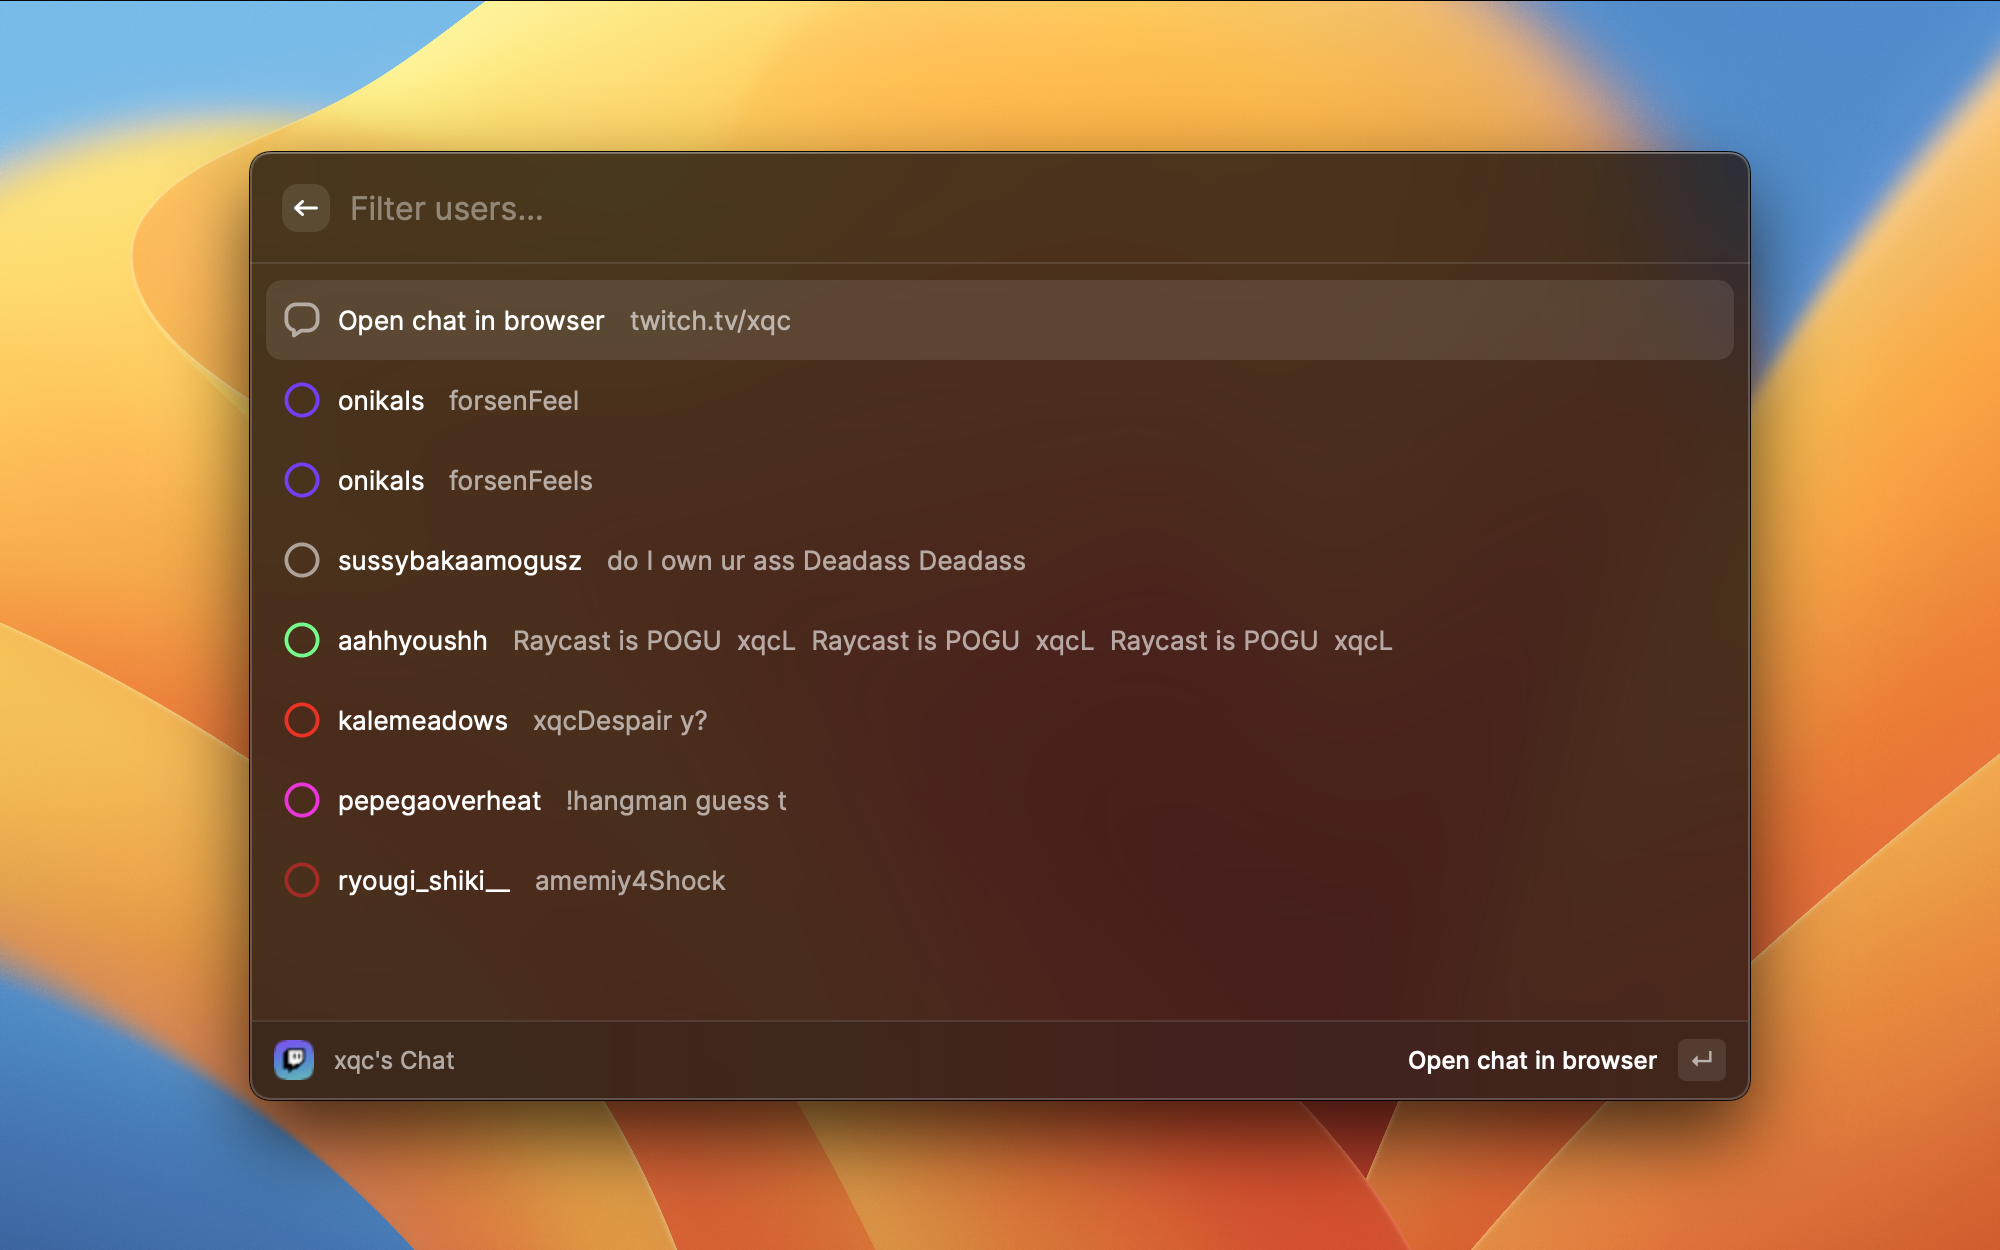 Filter users...
Open chat in browser twitch.tv/xqc
onikals forsenFeel
onikals forsenFeels
sussybakaamogusz do I own ur ass Deadass Deadass
aahhyoushh Raycast is POGU xqcL Raycast is POGU xqcL Raycast is POGU xqcL
kalemeadows xqcDespair y?
pepegaoverheat !hangman guess t
ryougi_shiki__ amemiy4Shock
xqc's Chat Open chat in browser